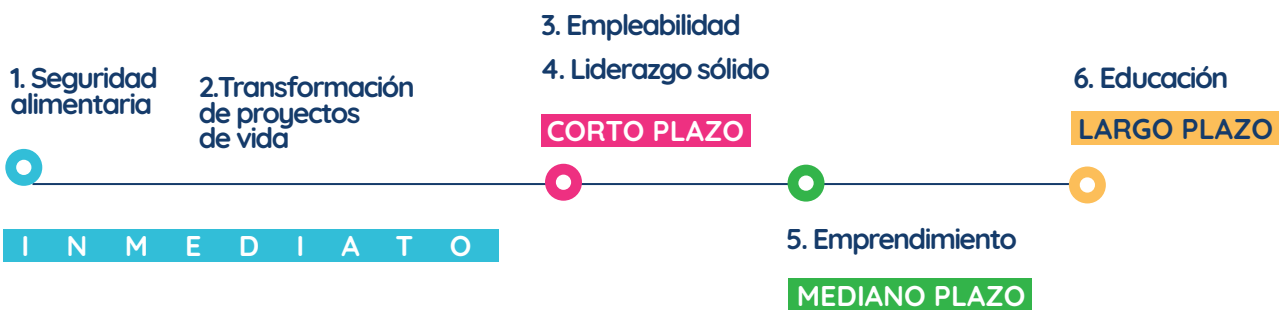 1. Seguridad
alimentaria
2.Transformación
de proyectos
de vida
INMEDIATO
3. Empleabilidad
4. Liderazgo sólido
CORTO PLAZO
5. Emprendimiento
MEDIANO PLAZO
6. Educación
LARGO PLAZO